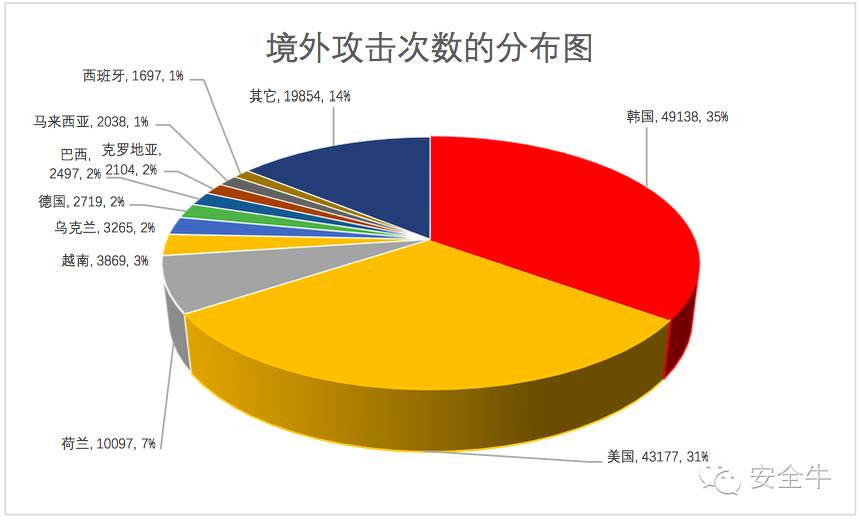 境外攻击次数的分布图
西班牙, 1697, 1%
其它, 19854, 14%
韩国, 49138, 35%
马来西亚, 2038, 1%
克罗地亚,
2104, 2%
巴西,
2497, 2%
德国, 2719, 2%
乌克兰, 3265, 2%
越南, 3869, 3%
荷兰, 10097, 7%
美国, 43177, 31%
安全牛